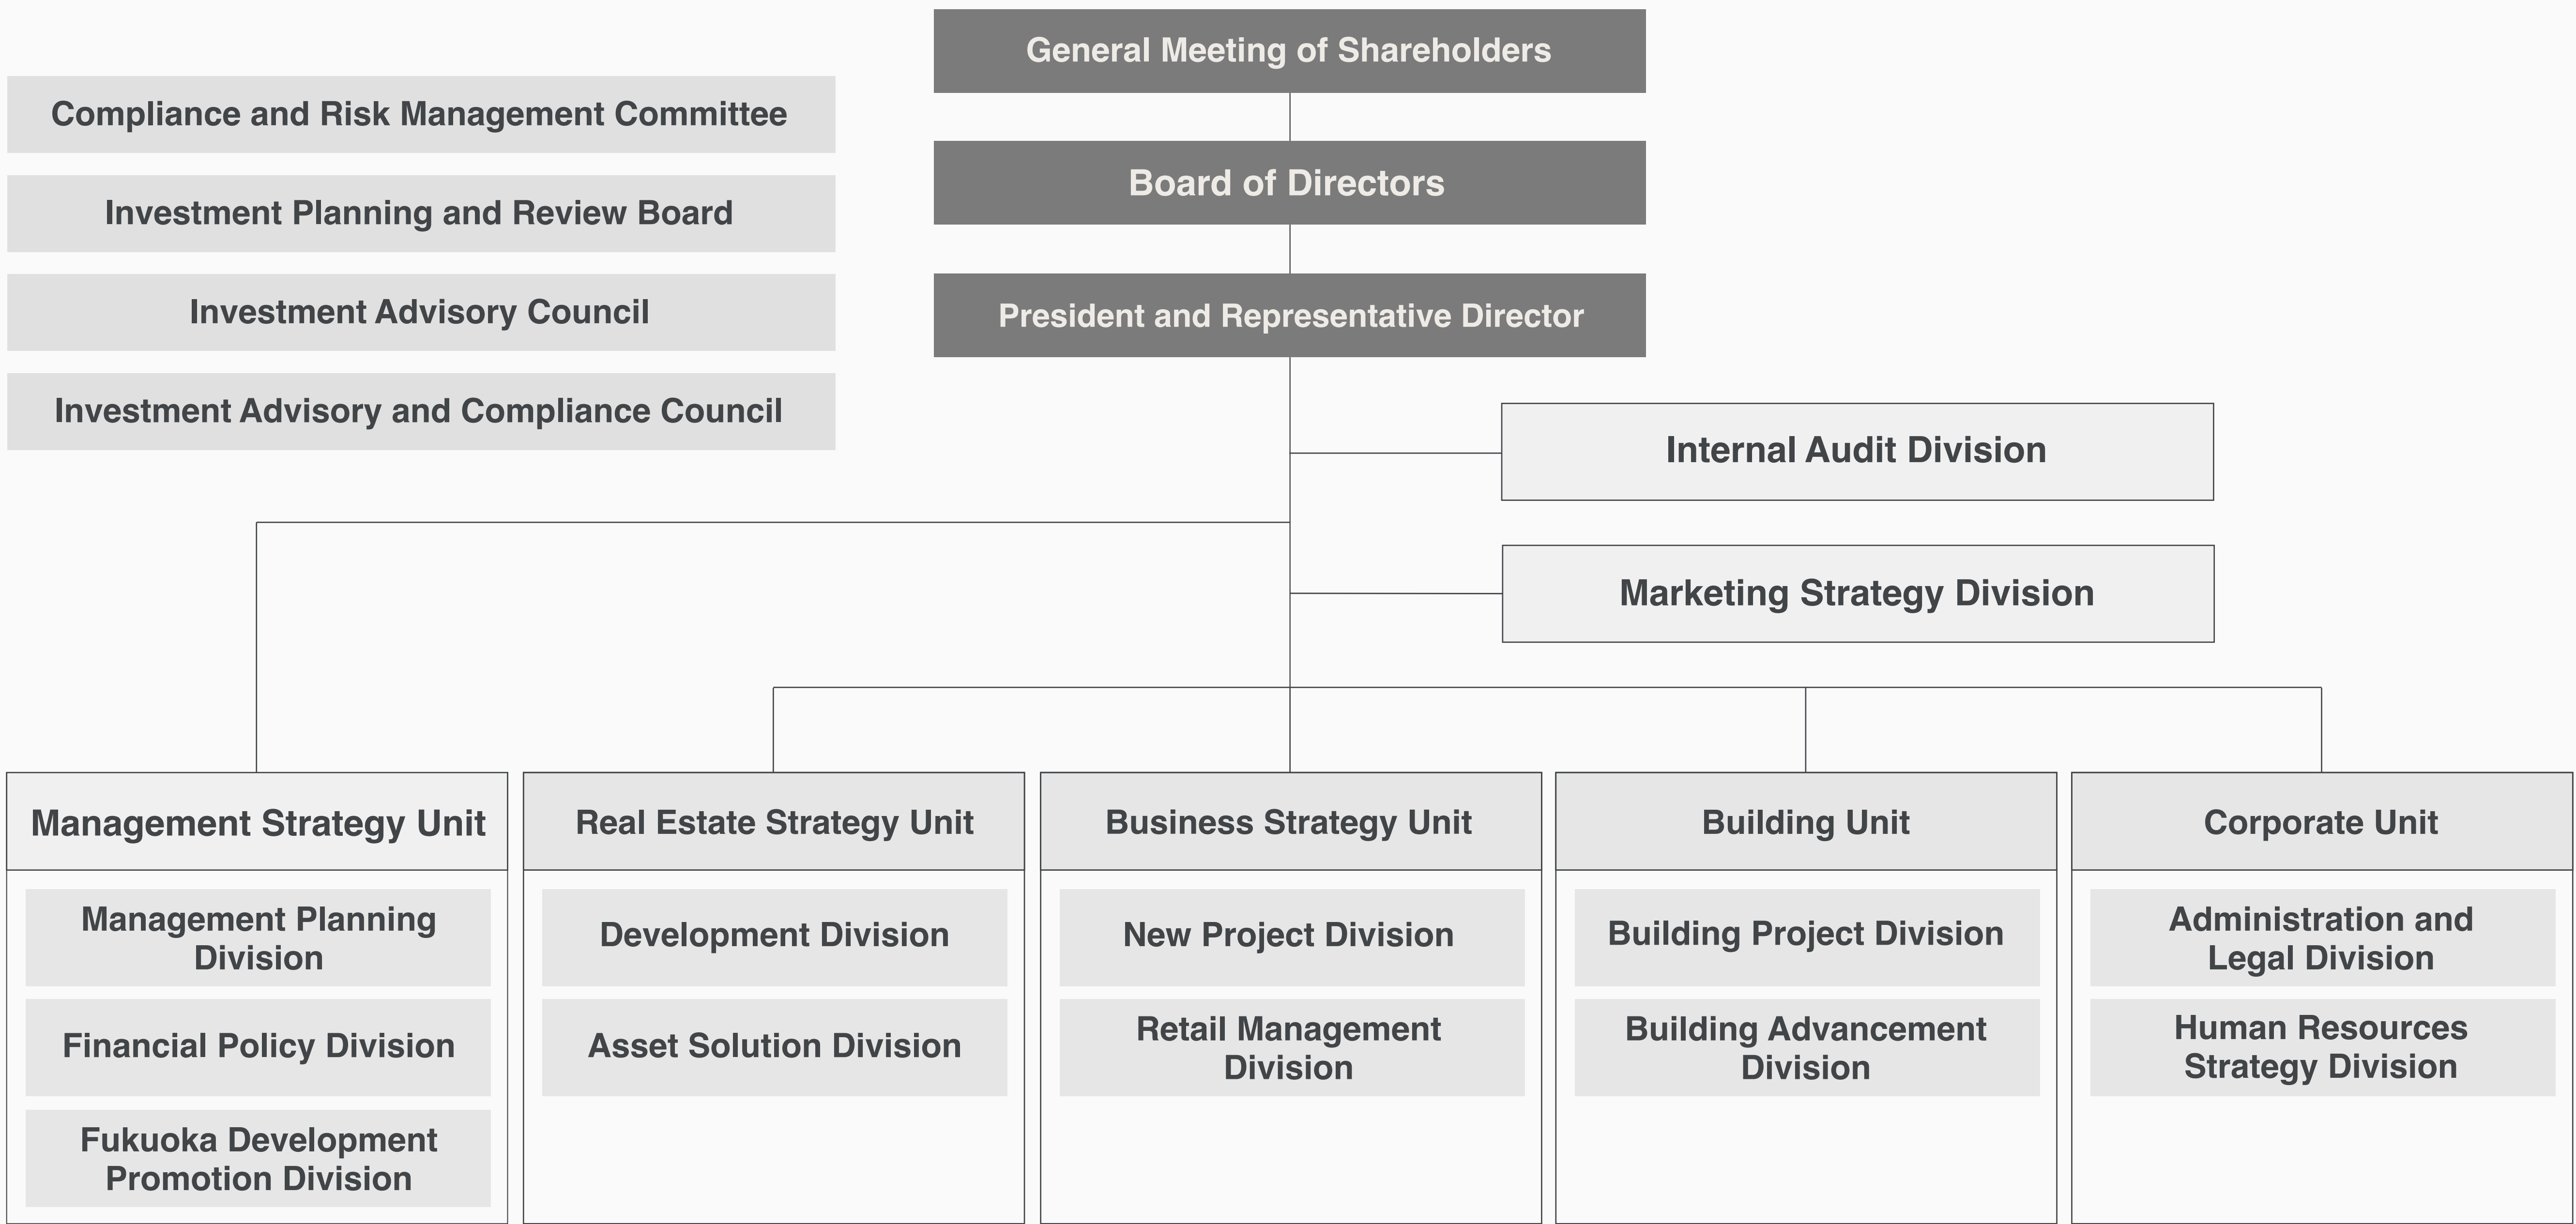 General Meeting of Shareholders
Board of Directors
President and Representative Director
Compliance and Risk Management Committee
Investment Planning and Review Board
Investment Advisory Council
Investment Advisory and Compliance Council
Internal Audit Division
Marketing Strategy Division
Management Strategy Unit
Management Planning
Division
Financial Policy Division
Fukuoka Development
Promotion Division
Real Estate Strategy Unit
Development Division
Asset Solution Division
Business Strategy Unit
New Project Division
Retail Management
Division
Building Unit
Building Project Division
Building Advancement
Division
Corporate Unit
Administration and
Legal Division
Human Resources
Strategy Division